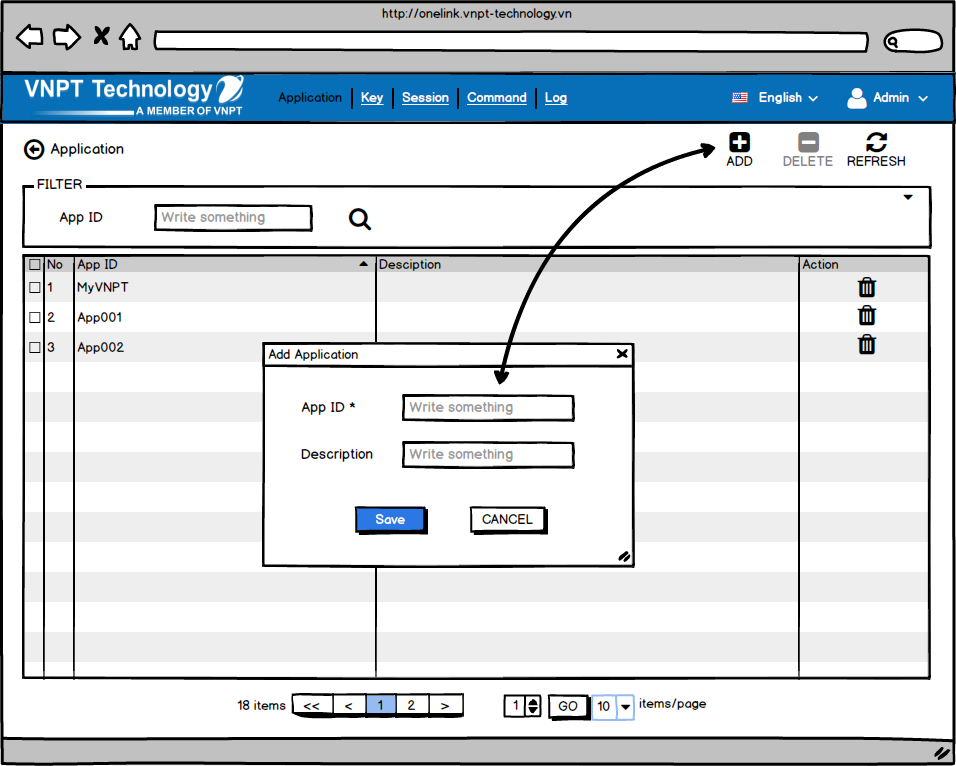 http://onelink.vnpt-technology.vn
VNPT Technology
A MEMBER OF VNPT
Application Key Session Command Log English Admin
Application
ADD DELETE REFRESH
FILTER
App ID Write something
No App ID Desciption Action
1 MyVNPT
2 App001
3 App002
Add Application
App ID * Write something
Description Write something
Save CANCEL
18 items << < 1 2 > 1 GO 10 items/page